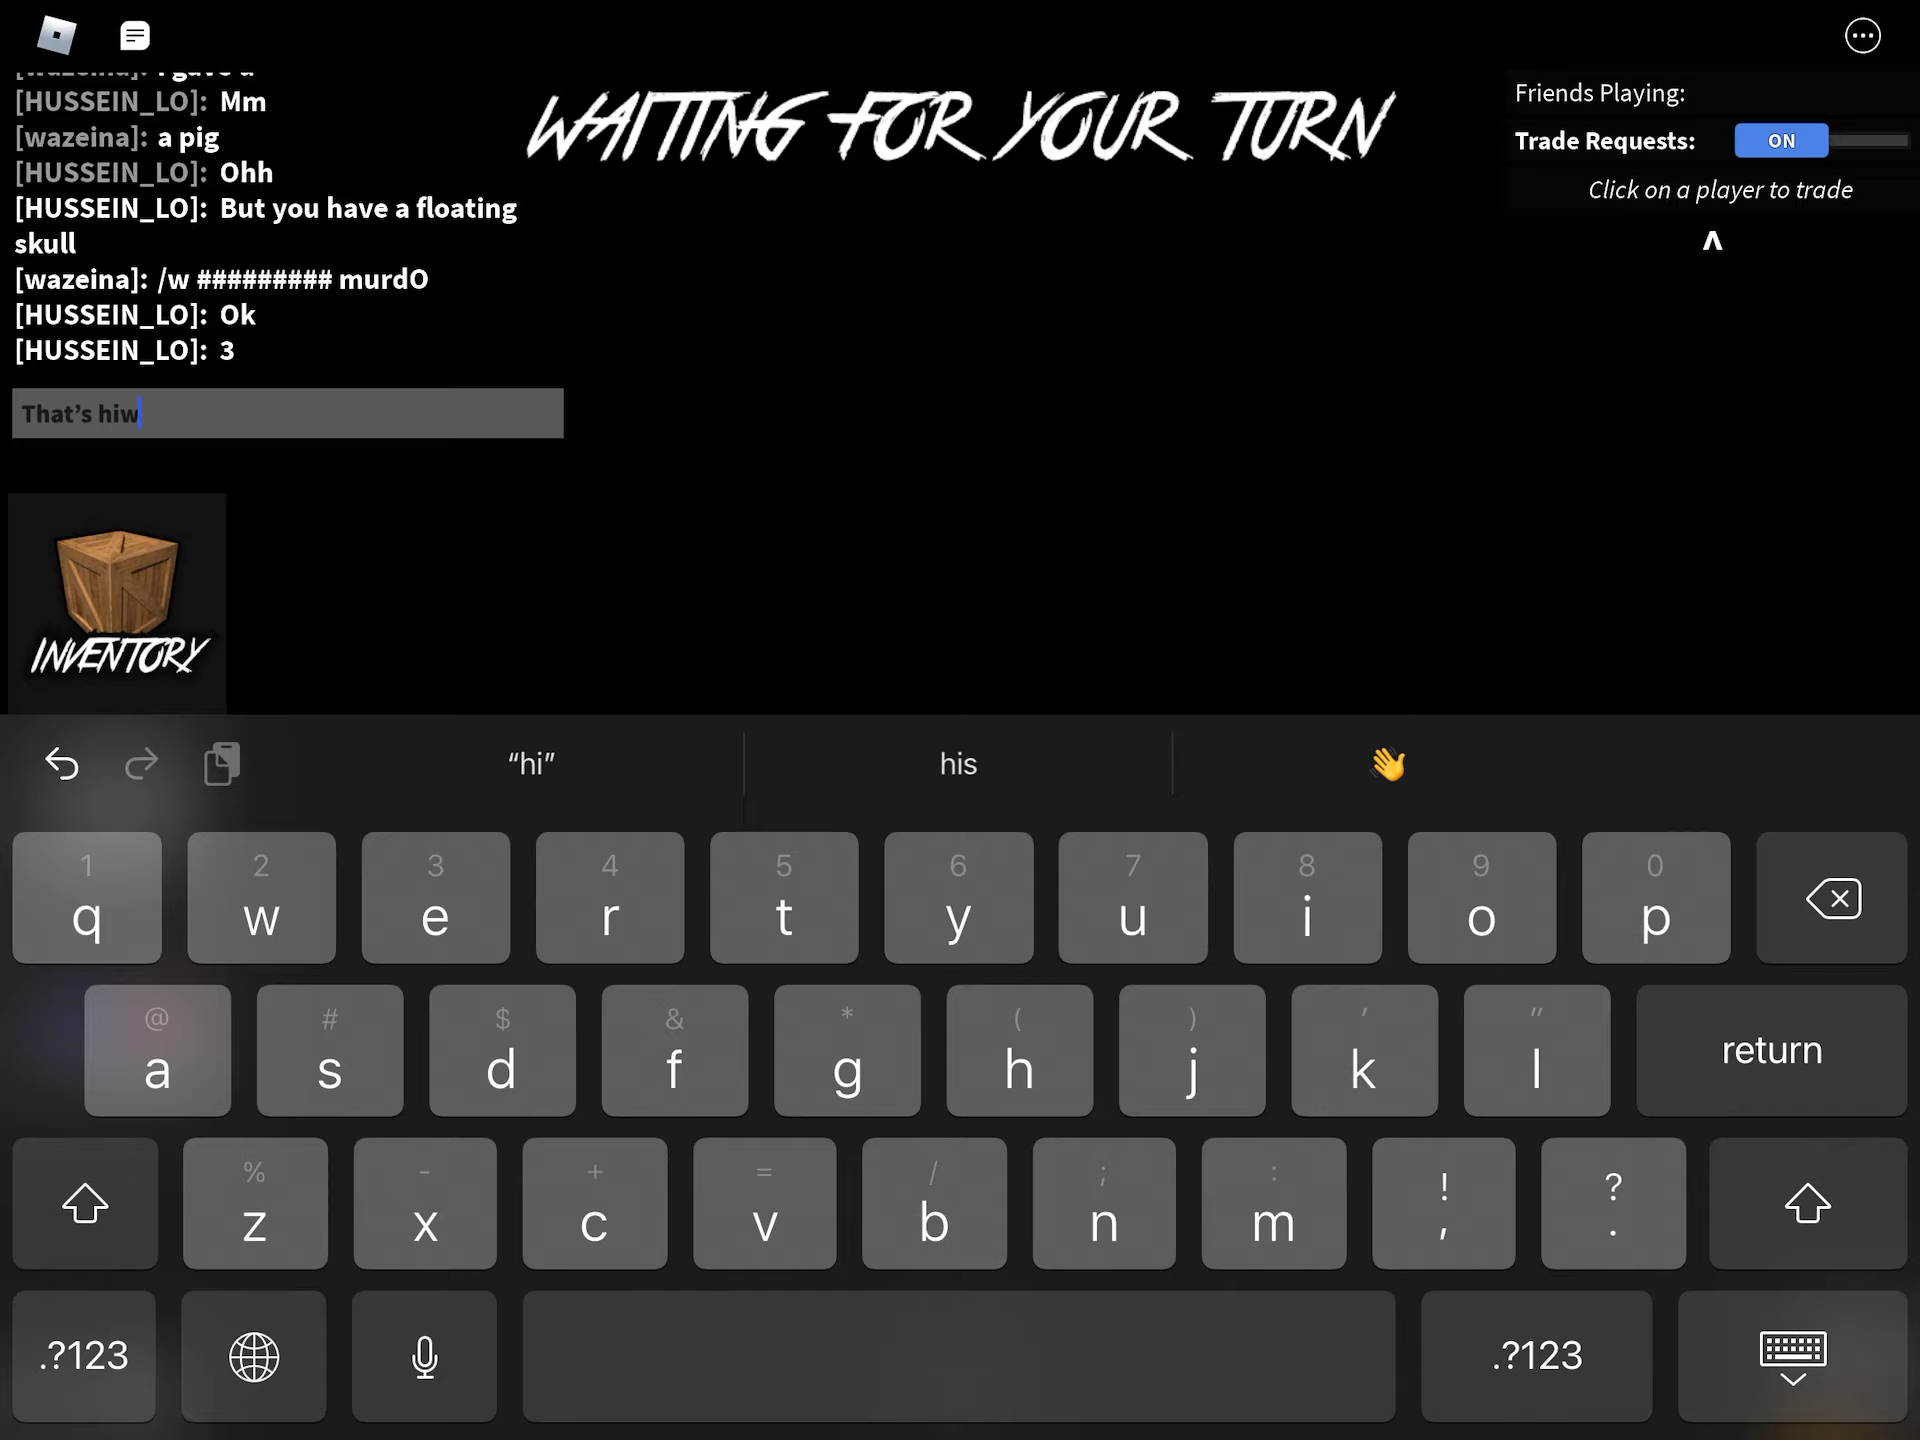 [wazeina]: I gave a
[HUSSEIN_LO]: Mm
[wazeina]: a pig
[HUSSEIN_LO]: Ohh
[HUSSEIN_LO]: But you have a floating
skull
[wazeina]: /w ######### murdO
[HUSSEIN_LO]: Ok
[HUSSEIN_LO]: 3
That’s hiw
WAITING FOR YOUR TURN
Friends Playing:
Trade Requests: ON
Click on a player to trade
^
INVENTORY
“hi” his 👋
1 2 3 4 5 6 7 8 9 0
q w e r t y u i o p
@ # $ & * ( ) ' "
a s d f g h j k l return
% - + = / ; : ! ?
z x c v b n m , .
.?123 .?123